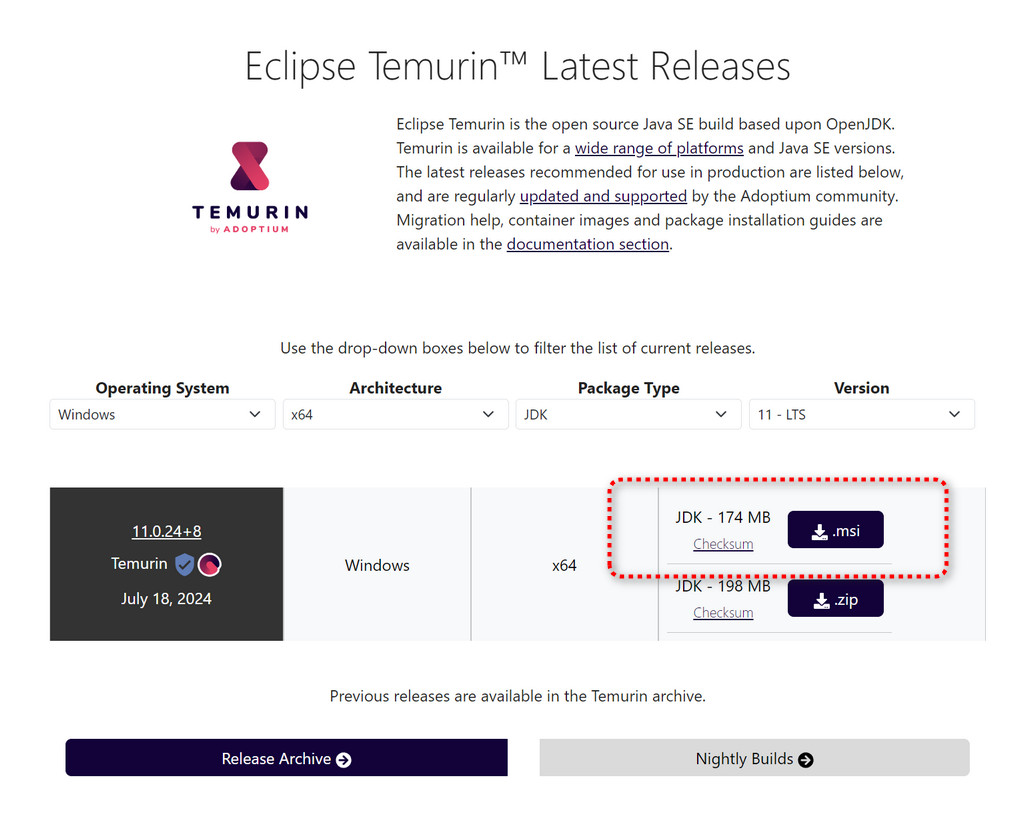 Eclipse Temurin™ Latest Releases
Eclipse Temurin is the open source Java SE build based upon OpenJDK.
Temurin is available for a wide range of platforms and Java SE versions.
The latest releases recommended for use in production are listed below,
and are regularly updated and supported by the Adoptium community.
Migration help, container images and package installation guides are
available in the documentation section.
TEMURIN
by ADOPTIUM
Use the drop-down boxes below to filter the list of current releases.
Operating System Architecture Package Type Version
Windows x64 JDK 11 - LTS
11.0.24+8
Temurin
July 18, 2024
Windows
x64
JDK - 174 MB
Checksum
.msi
JDK - 198 MB
Checksum
.zip
Previous releases are available in the Temurin archive.
Release Archive
Nightly Builds